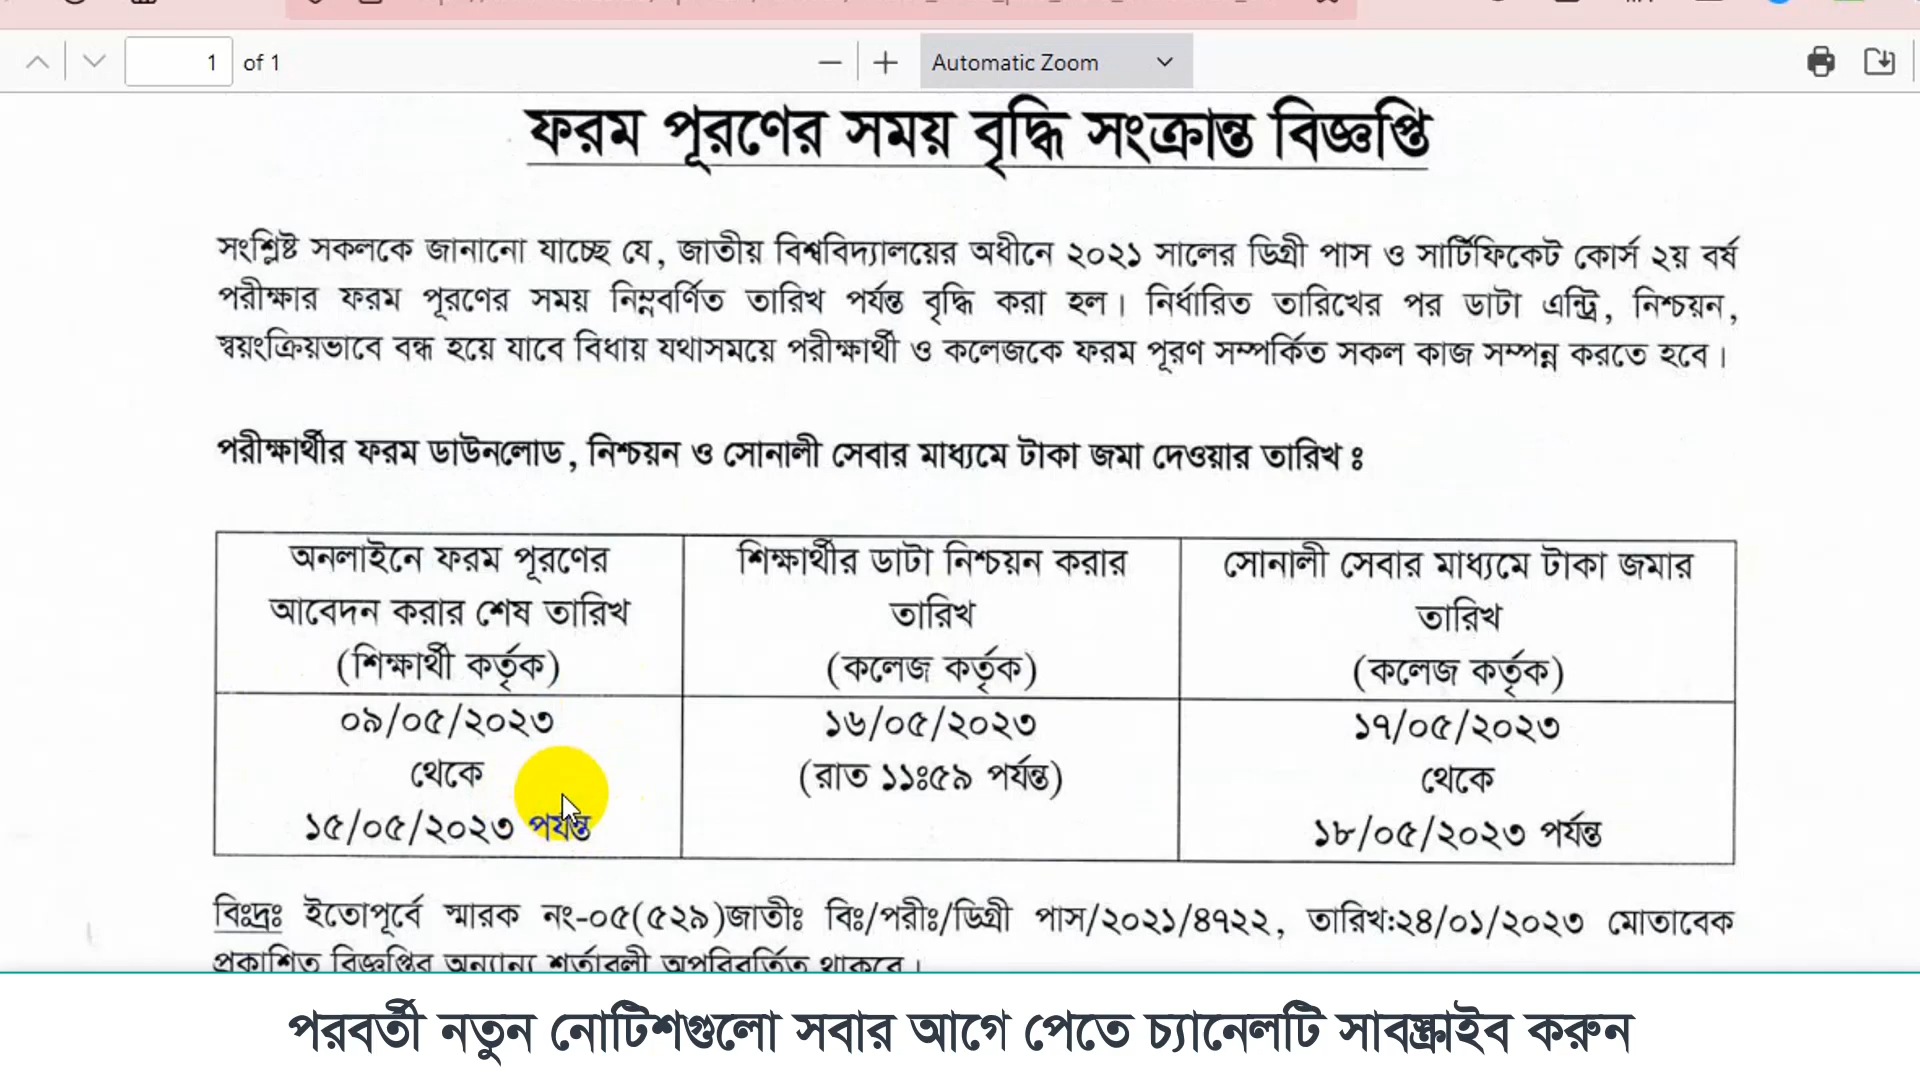 1 of 1
Automatic Zoom
ফরম পূরণের সময় বৃদ্ধি সংক্রান্ত বিজ্ঞপ্তি
সংশ্লিষ্ট সকলকে জানানো যাচ্ছে যে, জাতীয় বিশ্ববিদ্যালয়ের অধীনে ২০২১ সালের ডিগ্রী পাস ও সার্টিফিকেট কোর্স ২য় বর্ষ
পরীক্ষার ফরম পূরণের সময় নিম্নবর্ণিত তারিখ পর্যন্ত বৃদ্ধি করা হল। নির্ধারিত তারিখের পর ডাটা এন্ট্রি, নিশ্চয়ন,
স্বয়ংক্রিয়ভাবে বন্ধ হয়ে যাবে বিধায় যথাসময়ে পরীক্ষার্থী ও কলেজকে ফরম পূরণ সম্পর্কিত সকল কাজ সম্পন্ন করতে হবে।
পরীক্ষার্থীর ফরম ডাউনলোড, নিশ্চয়ন ও সোনালী সেবার মাধ্যমে টাকা জমা দেওয়ার তারিখ ঃ
অনলাইনে ফরম পূরণের
আবেদন করার শেষ তারিখ
(শিক্ষার্থী কর্তৃক)
শিক্ষার্থীর ডাটা নিশ্চয়ন করার
তারিখ
(কলেজ কর্তৃক)
সোনালী সেবার মাধ্যমে টাকা জমার
তারিখ
(কলেজ কর্তৃক)
০৯/০৫/২০২৩
থেকে
১৫/০৫/২০২৩ পর্যন্ত
১৬/০৫/২০২৩
(রাত ১১ঃ৫৯ পর্যন্ত)
১৭/০৫/২০২৩
থেকে
১৮/০৫/২০২৩ পর্যন্ত
বিঃদ্রঃ ইতোপূর্বে স্মারক নং-০৫(৫২৯)জাতীঃ বিঃ/পরীঃ/ডিগ্রী পাস/২০২১/৪৭২২, তারিখ:২৪/০১/২০২৩ মোতাবেক
প্রকাশিত বিজ্ঞপ্তির অন্যান্য শর্তাবলী অপরিবর্তিত থাকবে।
পরবর্তী নতুন নোটিশগুলো সবার আগে পেতে চ্যানেলটি সাবস্ক্রাইব করুন